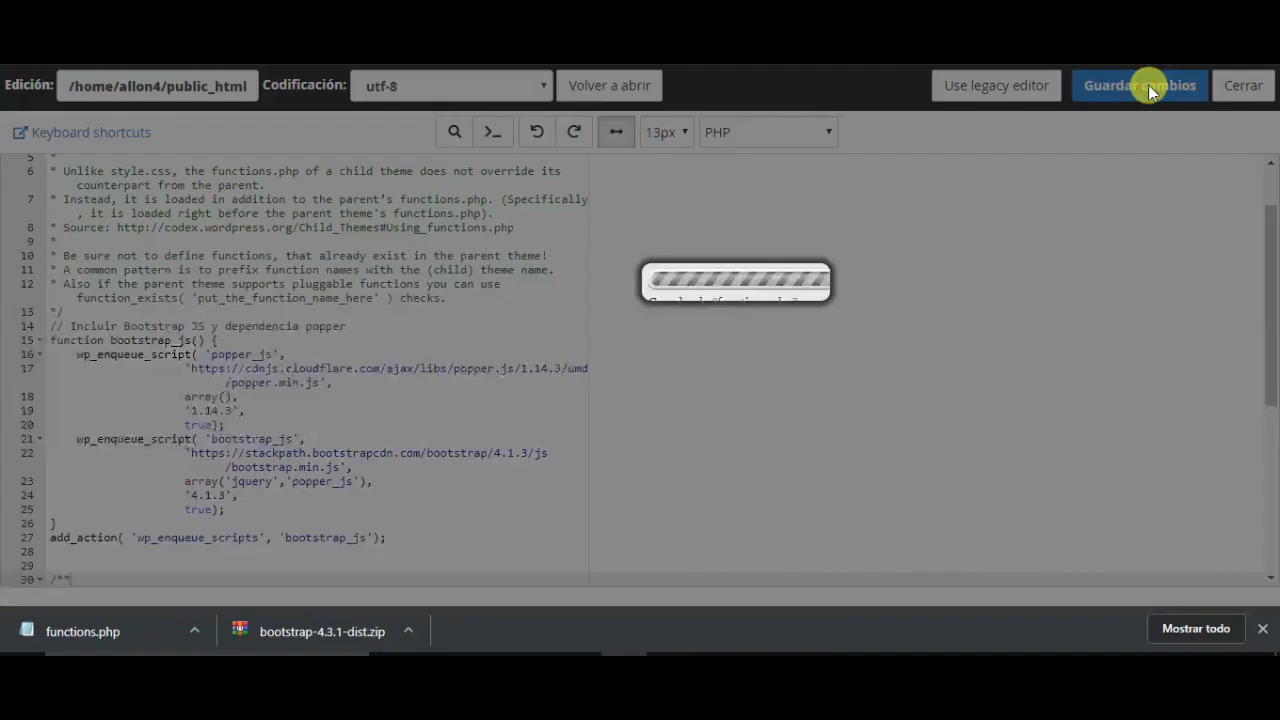 Edición: /home/allon4/public_html Codificación: utf-8 Volver a abrir Use legacy editor Guardar cambios Cerrar
Keyboard shortcuts 13px PHP
5 *
6 * Unlike style.css, the functions.php of a child theme does not override its
counterpart from the parent.
7 * Instead, it is loaded in addition to the parent’s functions.php. (Specifically
, it is loaded right before the parent theme's functions.php).
8 * Source: http://codex.wordpress.org/Child_Themes#Using_functions.php
9 *
10 * Be sure not to define functions, that already exist in the parent theme!
11 * A common pattern is to prefix function names with the (child) theme name.
12 * Also if the parent theme supports pluggable functions you can use
function_exists( 'put_the_function_name_here' ) checks.
13 */
14 // Incluir Bootstrap JS y dependencia popper
15 function bootstrap_js() {
16 wp_enqueue_script( 'popper_js',
17 'https://cdnjs.cloudflare.com/ajax/libs/popper.js/1.14.3/umd
/popper.min.js',
18 array(),
19 '1.14.3',
20 true);
21 wp_enqueue_script( 'bootstrap_js',
22 'https://stackpath.bootstrapcdn.com/bootstrap/4.1.3/js
/bootstrap.min.js',
23 array('jquery','popper_js'),
24 '4.1.3',
25 true);
26 }
27 add_action( 'wp_enqueue_scripts', 'bootstrap_js');
28
29
30 /**
functions.php bootstrap-4.3.1-dist.zip Mostrar todo